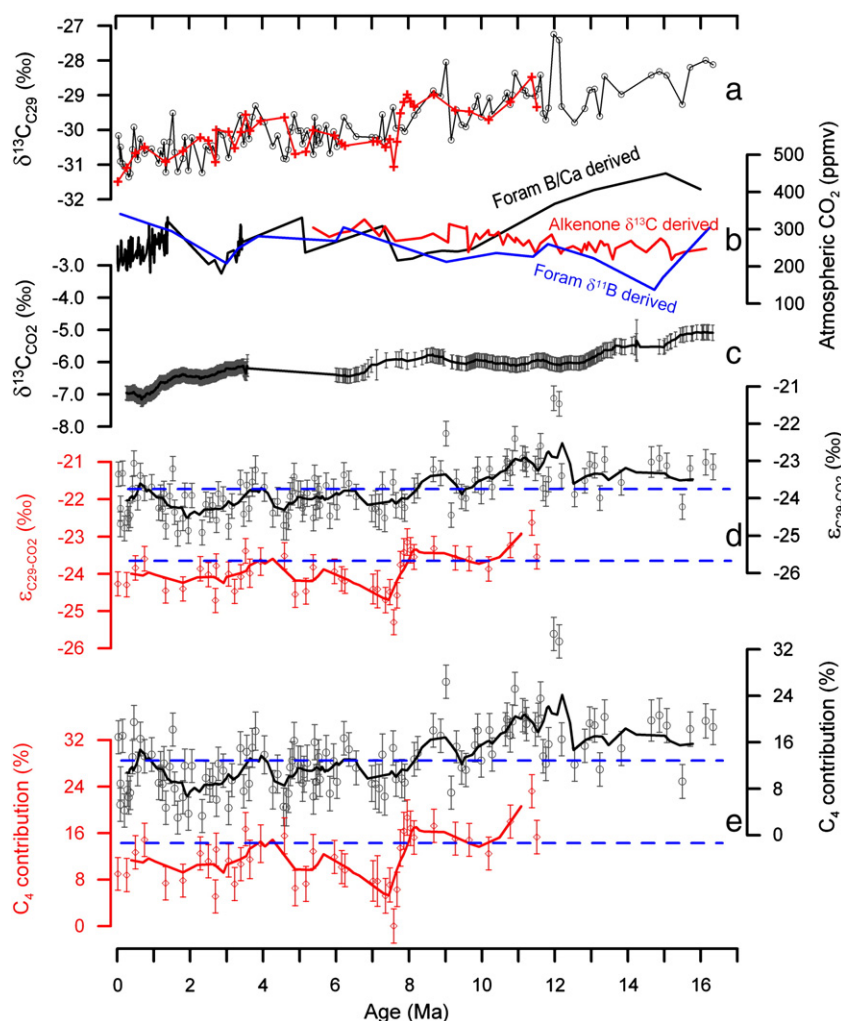 -27
-28
-29
-30
-31
-32
δ13CC29 (‰)
a
500
400
300
200
100
Atmospheric CO2 (ppmv)
Foram B/Ca derived
Alkenone δ13C derived
Foram δ11B derived
b
-3.0
-4.0
-5.0
-6.0
-7.0
-8.0
δ13CCO2 (‰)
c
-21
-22
-23
-24
-25
-26
εC29-CO2 (‰)
-21
-22
-23
-24
-25
-26
εC29-CO2 (‰)
d
32
24
16
8
0
C4 contribution (%)
32
24
16
8
0
C4 contribution (%)
e
0 2 4 6 8 10 12 14 16
Age (Ma)